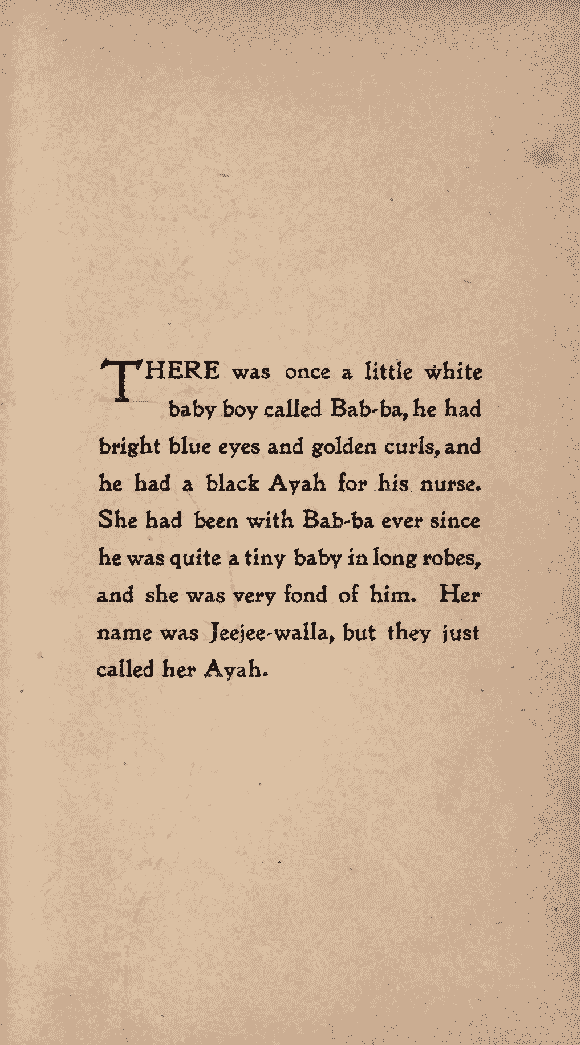 THERE was once a little white
baby boy called Bab-ba, he had
bright blue eyes and golden curls, and
he had a black Ayah for his nurse.
She had been with Bab-ba ever since
he was quite a tiny baby in long robes,
and she was very fond of him. Her
name was Jeejee-walla, but they just
called her Ayah.